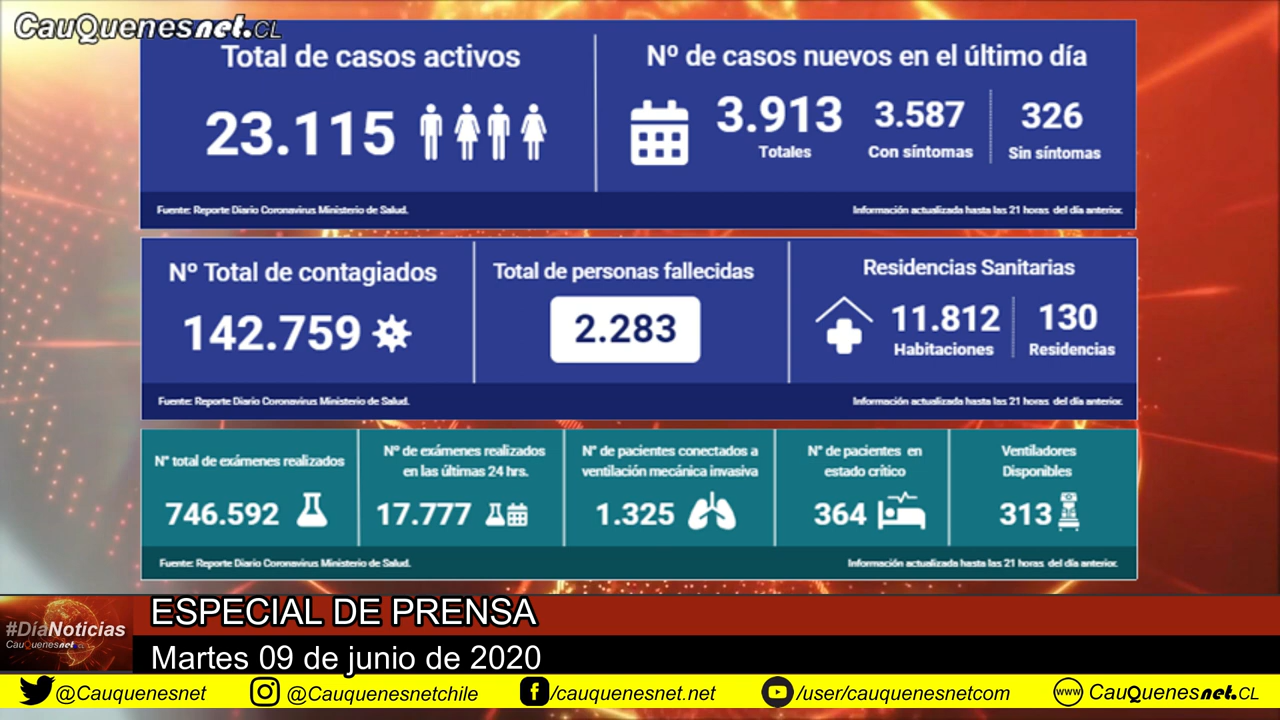 CauQuenesnet.CL
Total de casos activos
23.115
Nº de casos nuevos en el último día
3.913
Totales
3.587
Con síntomas
326
Sin síntomas
Fuente: Reporte Diario Coronavirus Ministerio de Salud.
Información actualizada hasta las 21 horas del día anterior.
Nº Total de contagiados
142.759
Total de personas fallecidas
2.283
Residencias Sanitarias
11.812
Habitaciones
130
Residencias
Fuente: Reporte Diario Coronavirus Ministerio de Salud.
Información actualizada hasta las 21 horas del día anterior.
N° total de exámenes realizados
746.592
Nº de exámenes realizados
en las últimas 24 hrs.
17.777
N° de pacientes conectados a
ventilación mecánica invasiva
1.325
N° de pacientes en
estado crítico
364
Ventiladores
Disponibles
313
Fuente: Reporte Diario Coronavirus Ministerio de Salud.
Información actualizada hasta las 21 horas del día anterior.
#DíaNoticias
CauQuenesnet.CL
ESPECIAL DE PRENSA
Martes 09 de junio de 2020
@Cauquenesnet
@Cauquenesnetchile
/cauquenesnet.net
/user/cauquenesnetcom
www
CauQuenesnet.CL